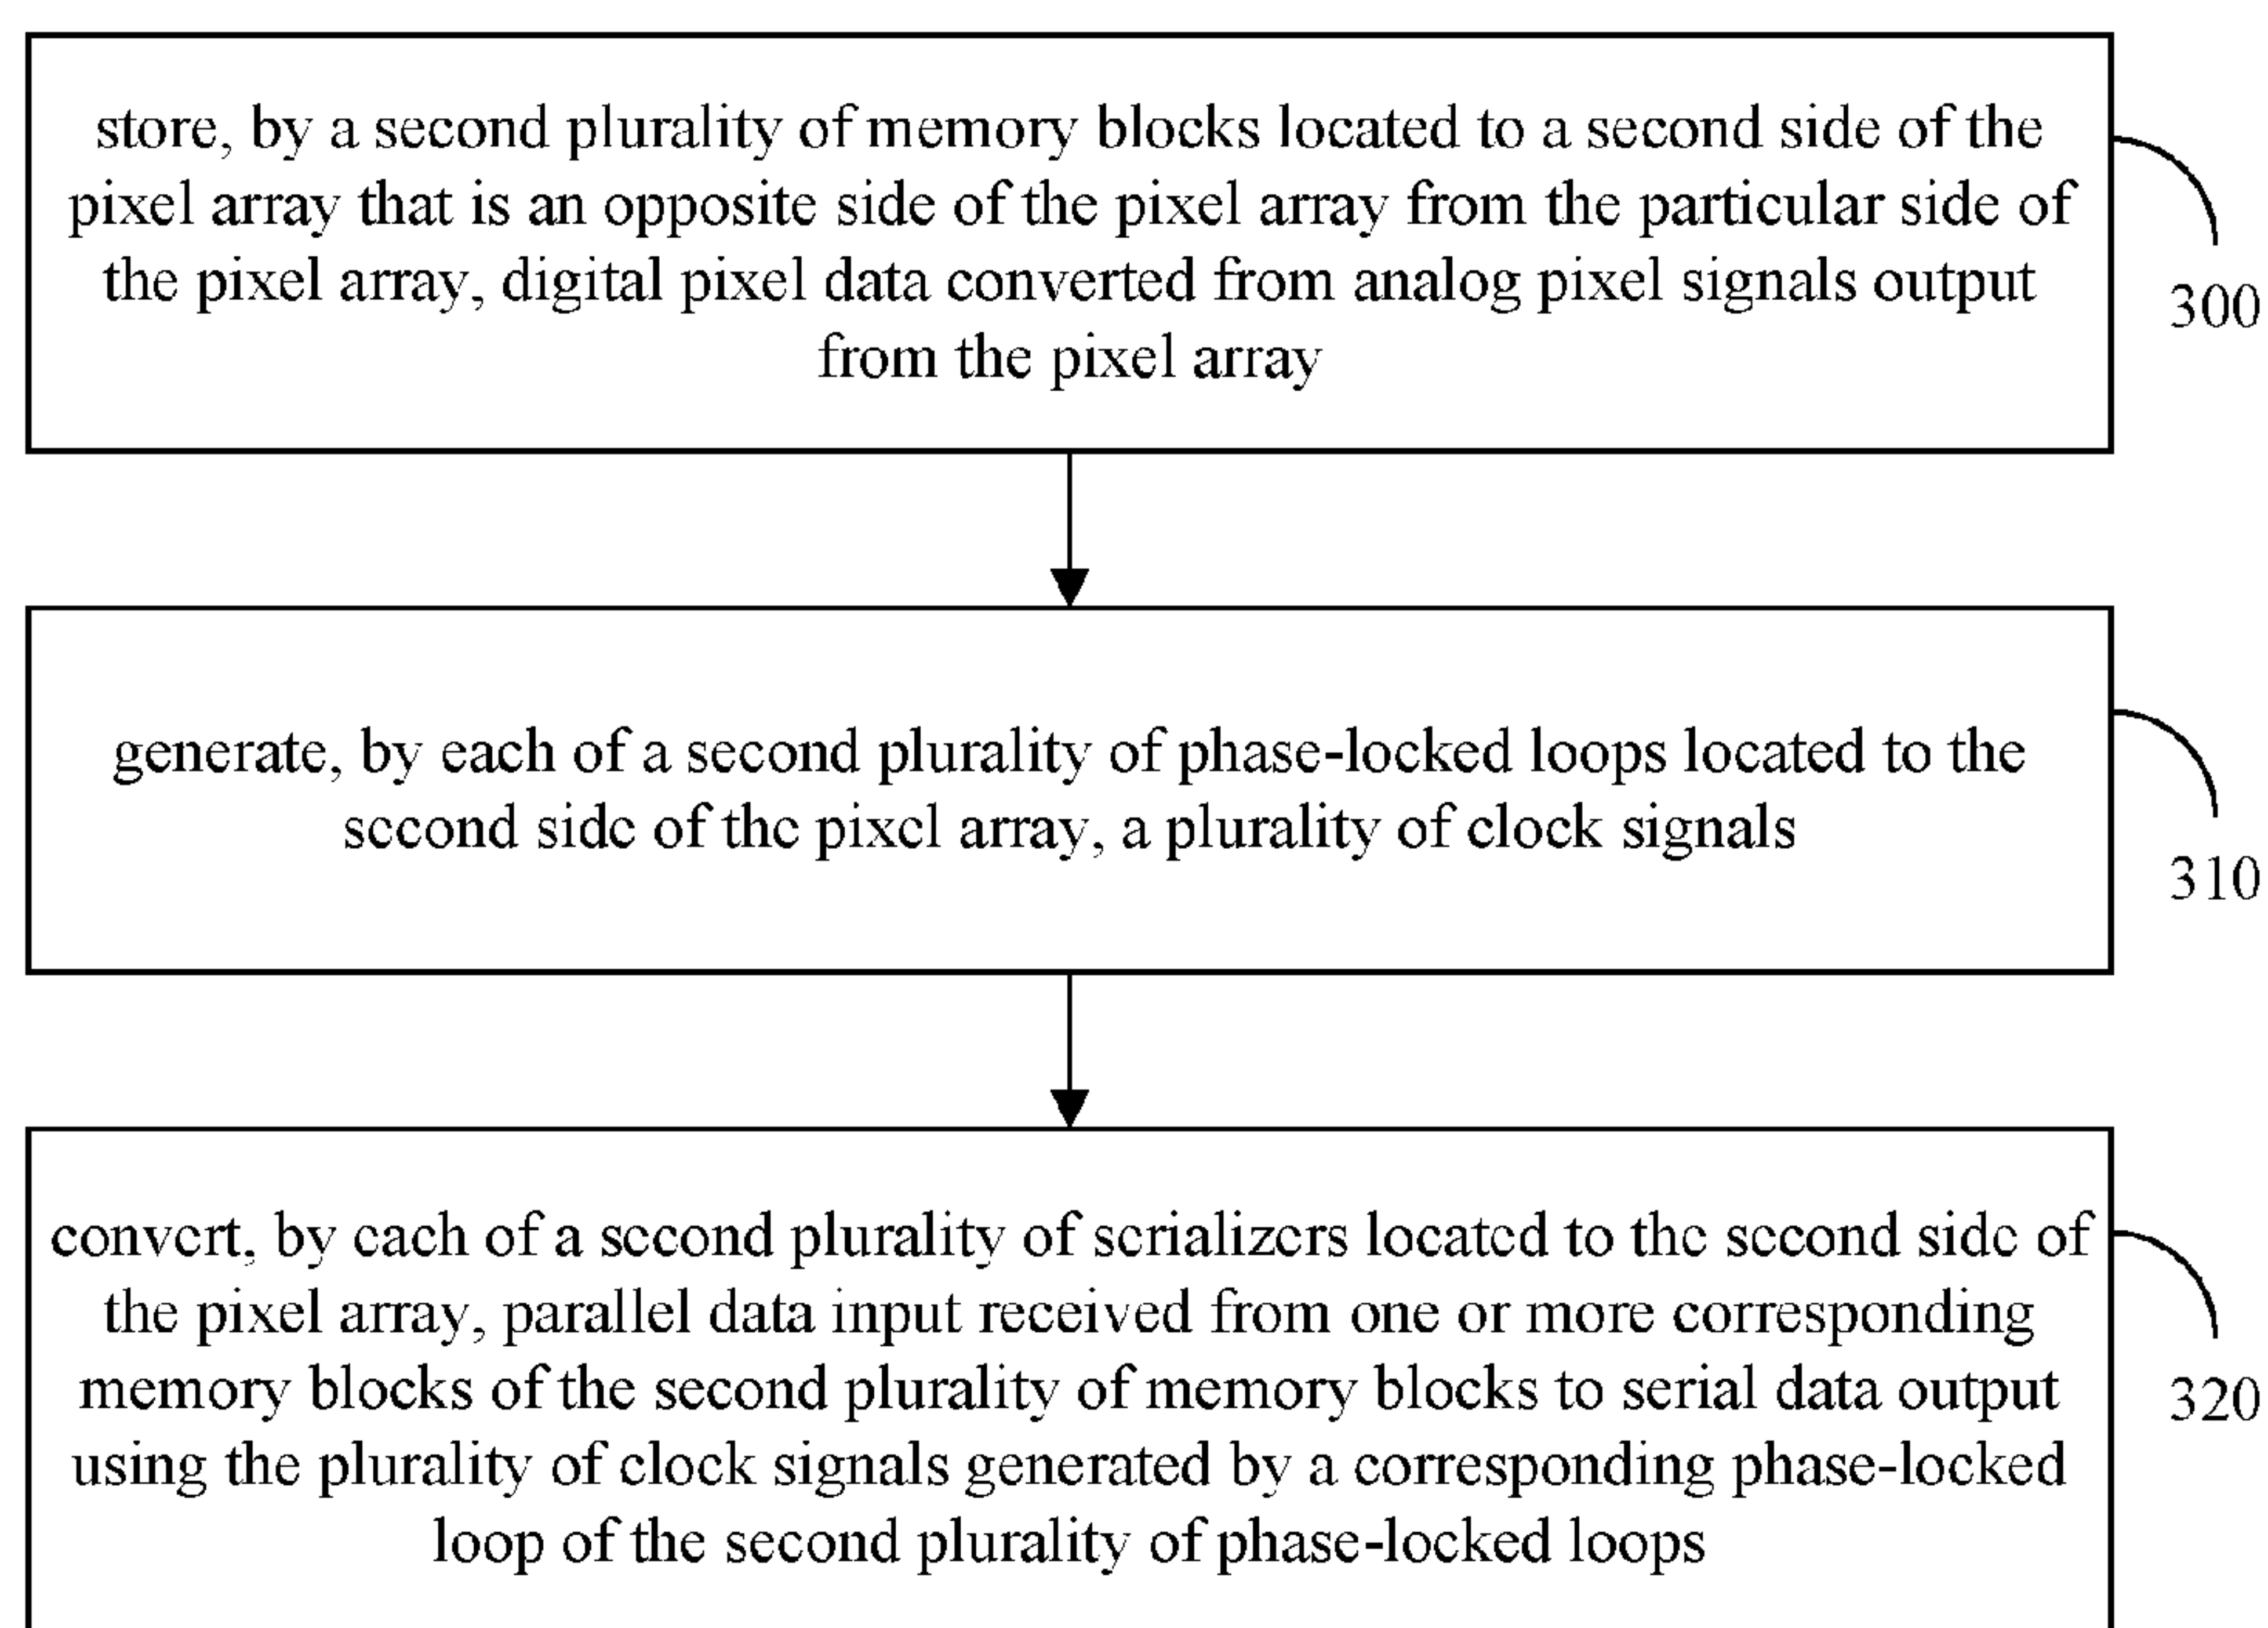 store, by a second plurality of memory blocks located to a second side of the
pixel array that is an opposite side of the pixel array from the particular side of
the pixel array, digital pixel data converted from analog pixel signals output
from the pixel array
300
generate, by each of a second plurality of phase-locked loops located to the
second side of the pixel array, a plurality of clock signals
310
convert, by each of a second plurality of serializers located to the second side of
the pixel array, parallel data input received from one or more corresponding
memory blocks of the second plurality of memory blocks to serial data output
using the plurality of clock signals generated by a corresponding phase-locked
loop of the second plurality of phase-locked loops
320